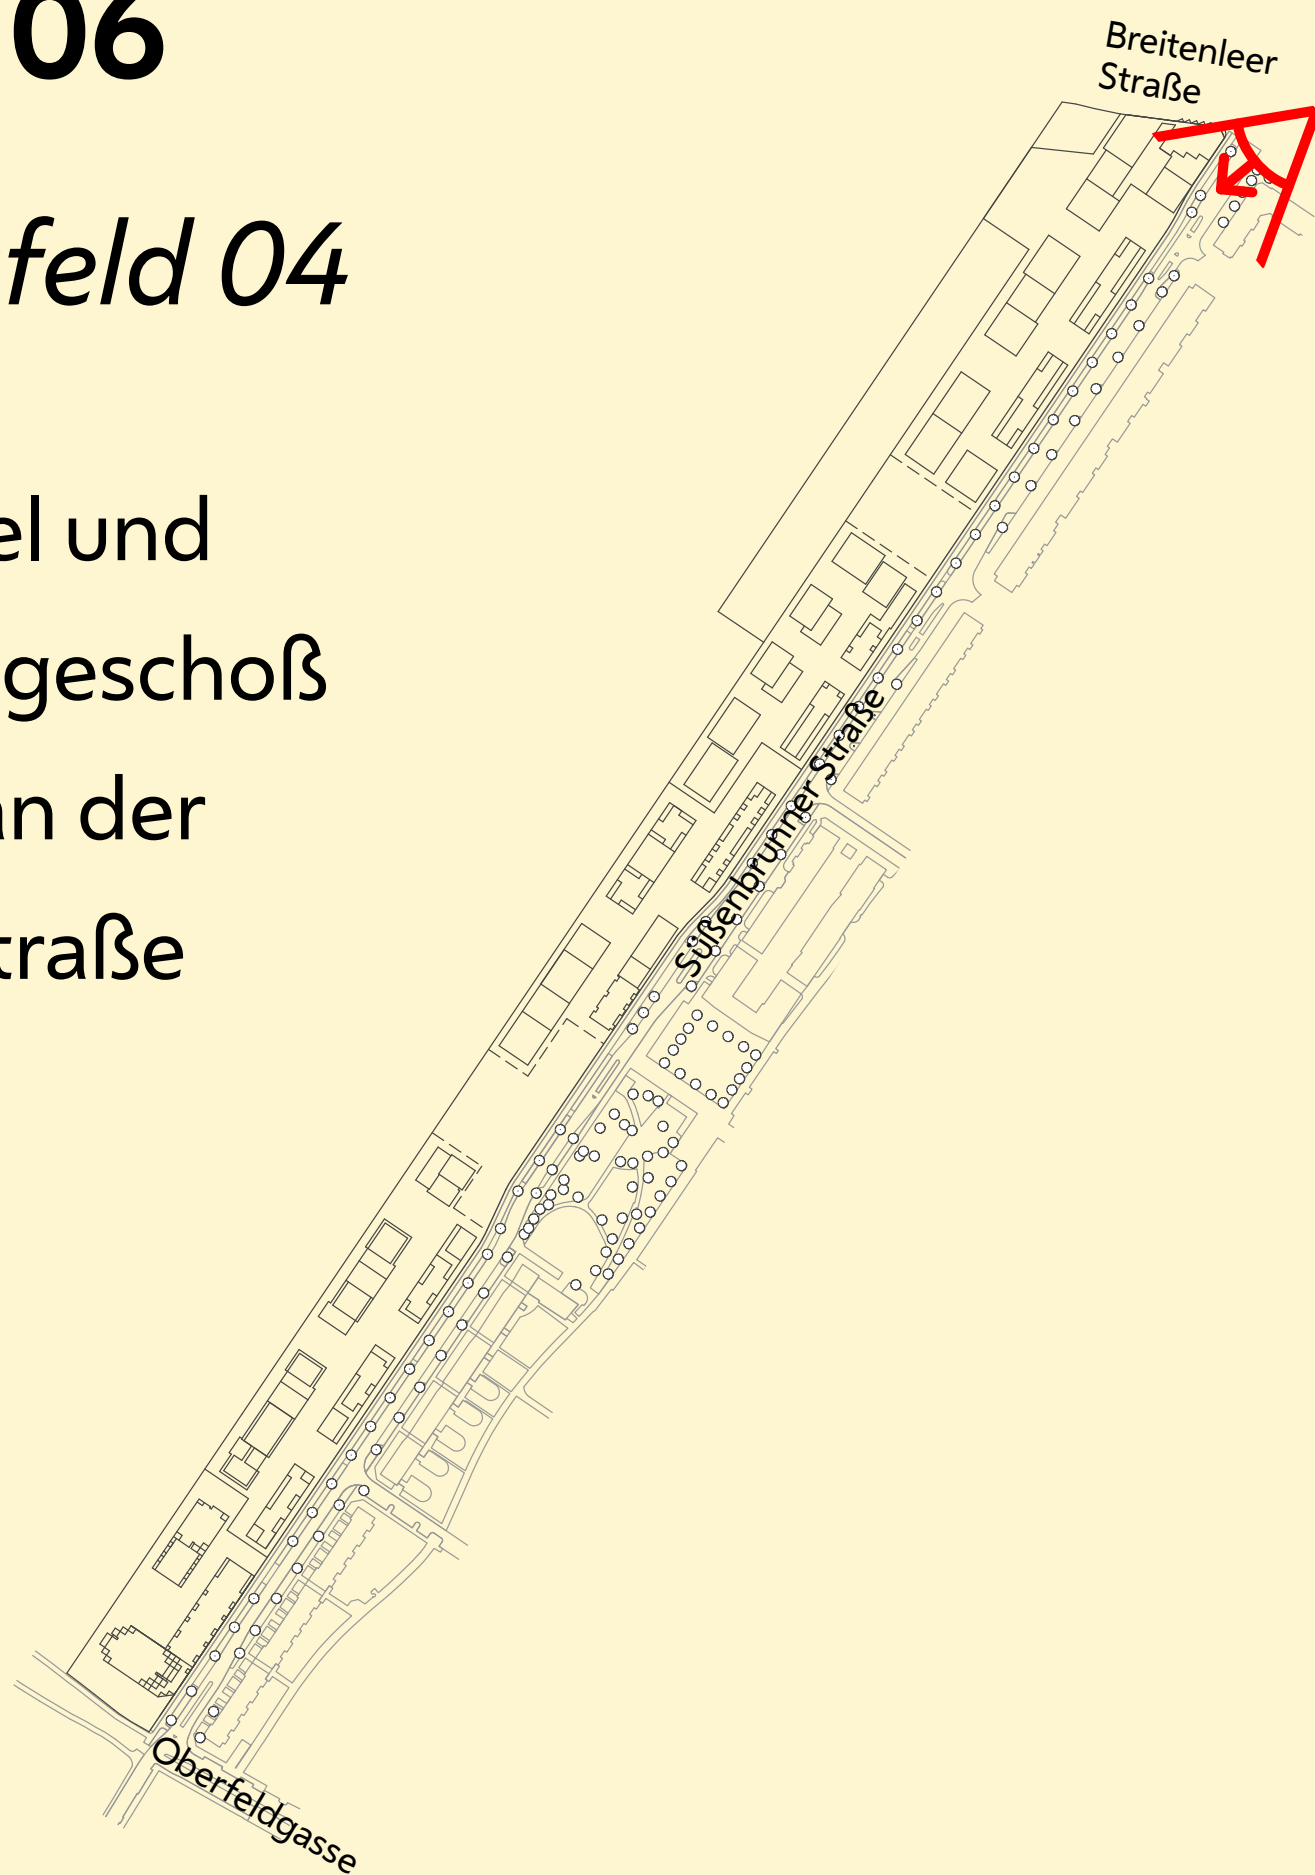 06
feld 04
el und
geschoß
an der
traße
Breitenleer
Straße
Süßenbrunner Straße
Oberfeldgasse